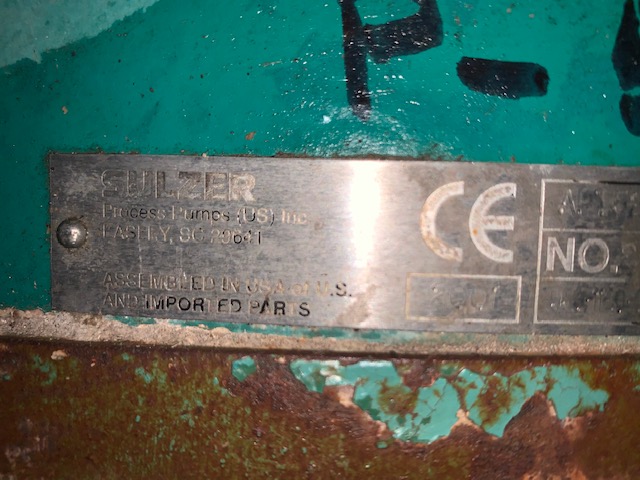 P-
SULZER
Process Pumps (US) Inc.
EASLEY, SC 29641
ASSEMBLED IN USA of U.S.
AND IMPORTED PARTS
CE
NO.